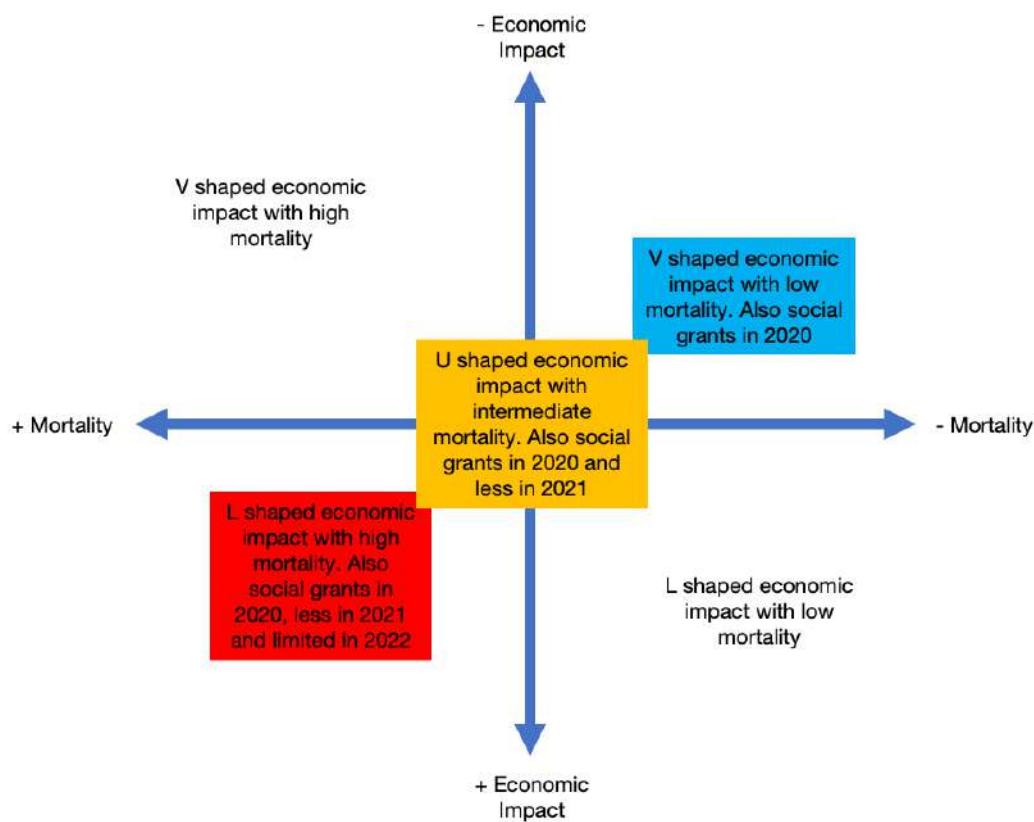 - Economic
Impact
V shaped economic
impact with high
mortality
V shaped economic
impact with low
mortality. Also social
grants in 2020
U shaped economic
impact with
intermediate
mortality. Also social
grants in 2020 and
less in 2021
+ Mortality
- Mortality
L shaped economic
impact with high
mortality. Also
social grants in
2020, less in 2021
and limited in 2022
L shaped economic
impact with low
mortality
+ Economic
Impact